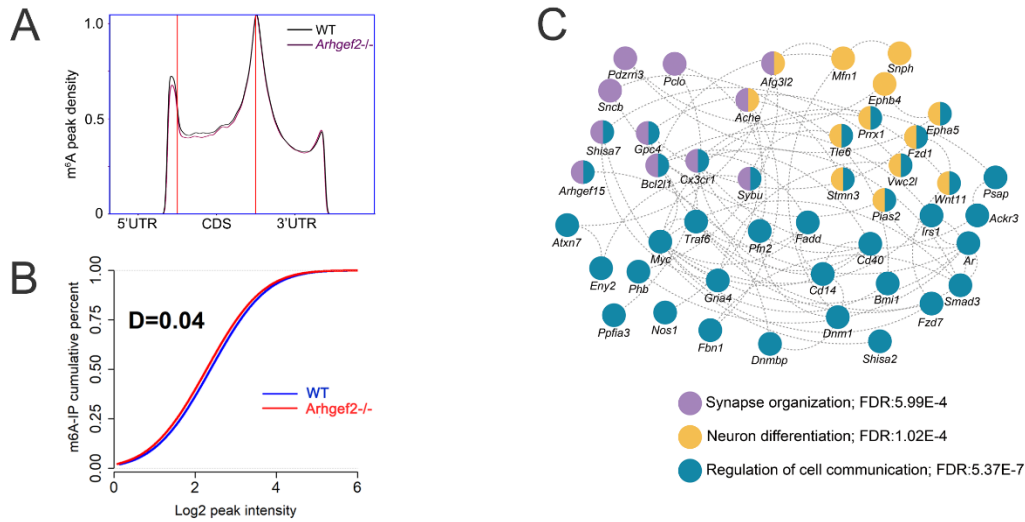 A
m⁶A peak density
1.0
0.5
0
WT
Arhgef2-/-
5'UTR
CDS
3'UTR
B
m6A-IP cumulative percent
1.00
0.75
0.50
0.25
0.00
D=0.04
WT
Arhgef2-/-
0
2
4
6
Log2 peak intensity
C
Pdzrn3
Pclo
Afg3l2
Mfn1
Snph
Sncb
Ache
Ephb4
Shisa7
Gpc4
Prrx1
Epha5
Tle6
Fzd1
Arhgef15
Bcl2l1
Cx3cr1
Sybu
Stmn3
Vwc2l
Wnt11
Psap
Pias2
Atxn7
Traf6
Pfn2
Fadd
Irs1
Ackr3
Myc
Cd40
Ar
Eny2
Phb
Gna4
Cd14
Bmi1
Smad3
Ppfia3
Nos1
Fbn1
Dnmbp
Dnm1
Shisa2
Fzd7
Synapse organization; FDR:5.99E-4
Neuron differentiation; FDR:1.02E-4
Regulation of cell communication; FDR:5.37E-7